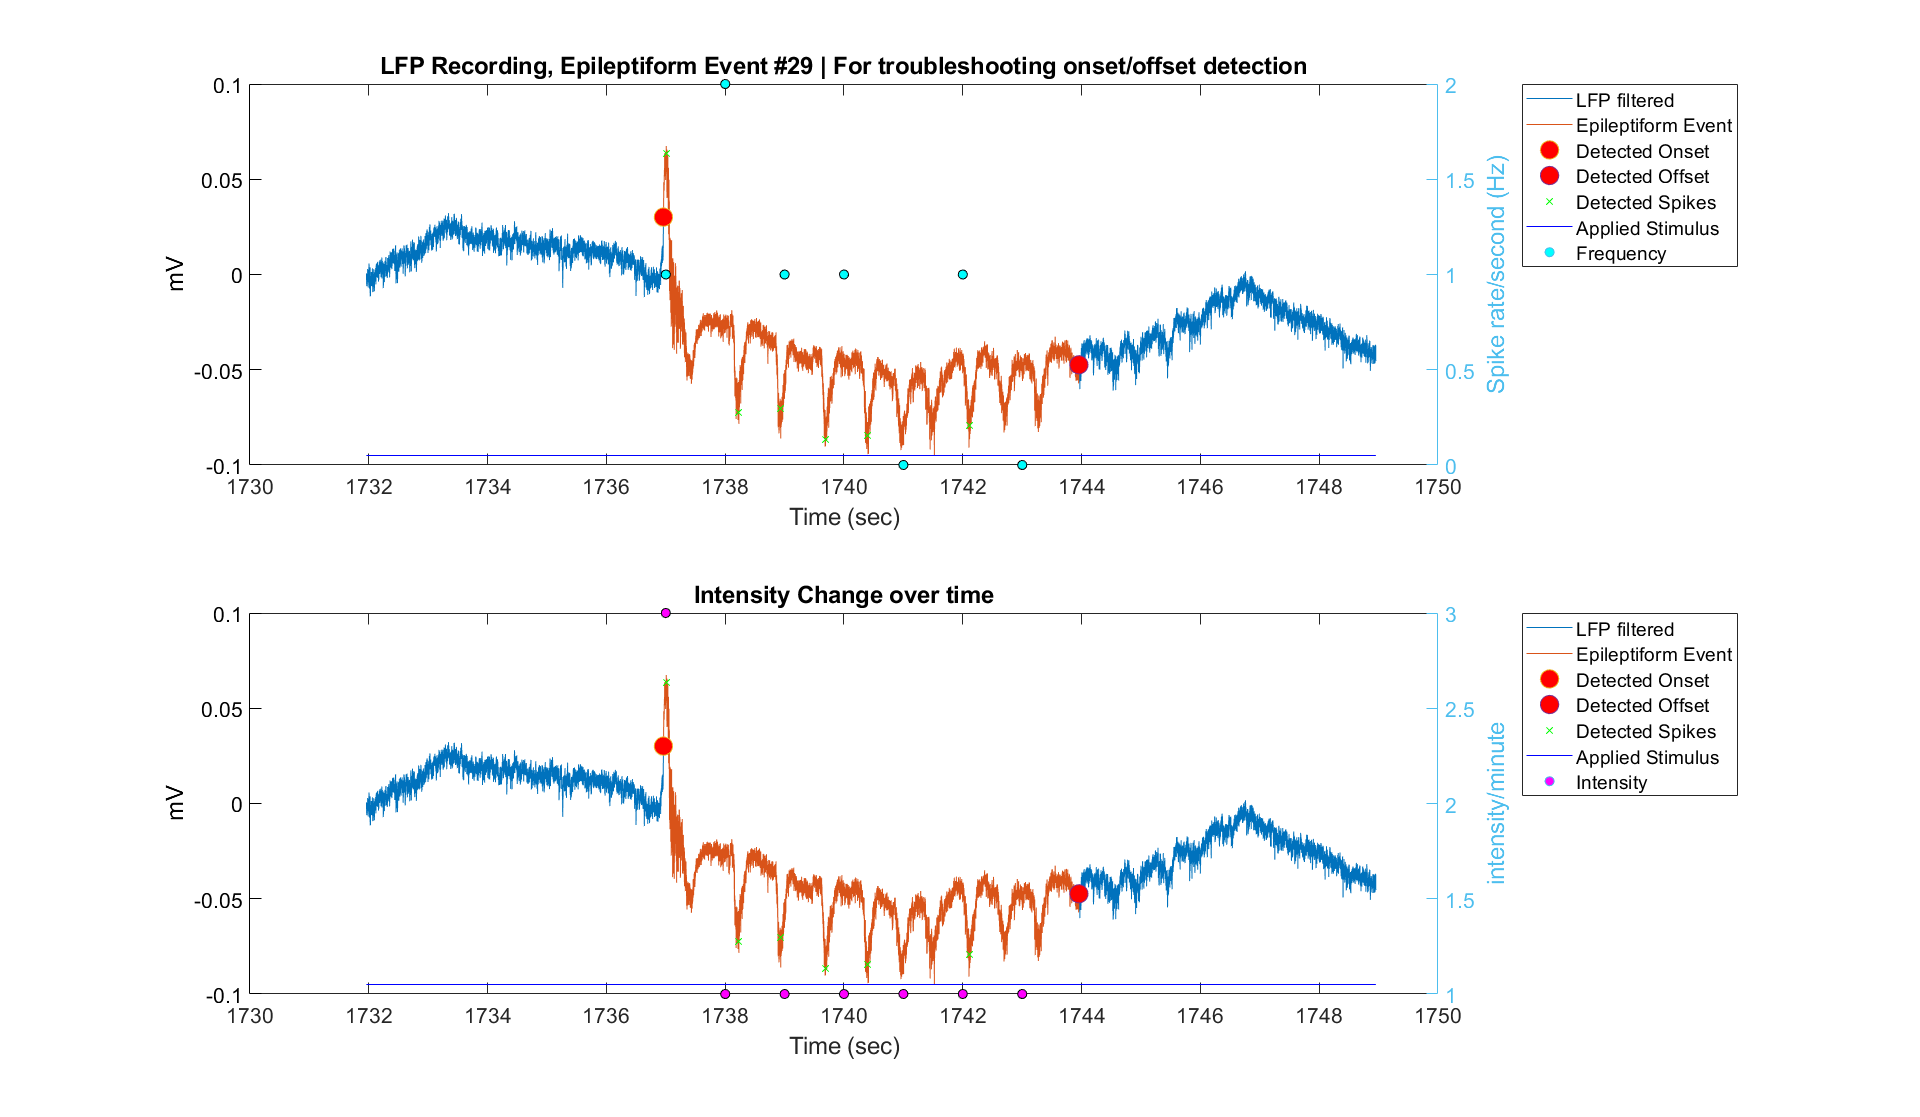 LFP Recording, Epileptiform Event #29 | For troubleshooting onset/offset detection
0.1
0.05
0
-0.05
-0.1
mV
1730 1732 1734 1736 1738 1740 1742 1744 1746 1748 1750
Time (sec)
2
1.5
1
0.5
0
Spike rate/second (Hz)
LFP filtered
Epileptiform Event
Detected Onset
Detected Offset
Detected Spikes
Applied Stimulus
Frequency
Intensity Change over time
0.1
0.05
0
-0.05
-0.1
mV
1730 1732 1734 1736 1738 1740 1742 1744 1746 1748 1750
Time (sec)
3
2.5
2
1.5
1
intensity/minute
LFP filtered
Epileptiform Event
Detected Onset
Detected Offset
Detected Spikes
Applied Stimulus
Intensity